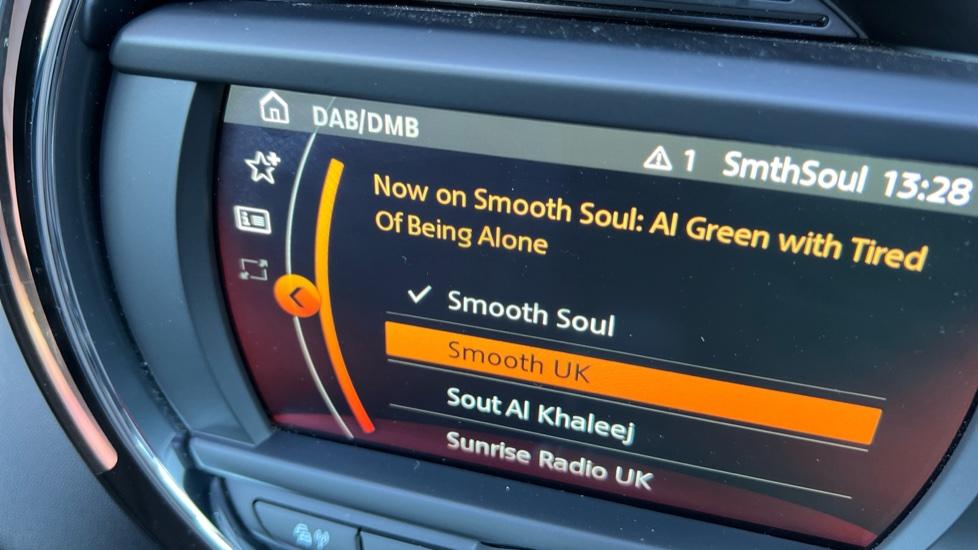 DAB/DMB
1 SmthSoul 13:28
Now on Smooth Soul: Al Green with Tired
Of Being Alone
Smooth Soul
Smooth UK
Sout Al Khaleej
Sunrise Radio UK